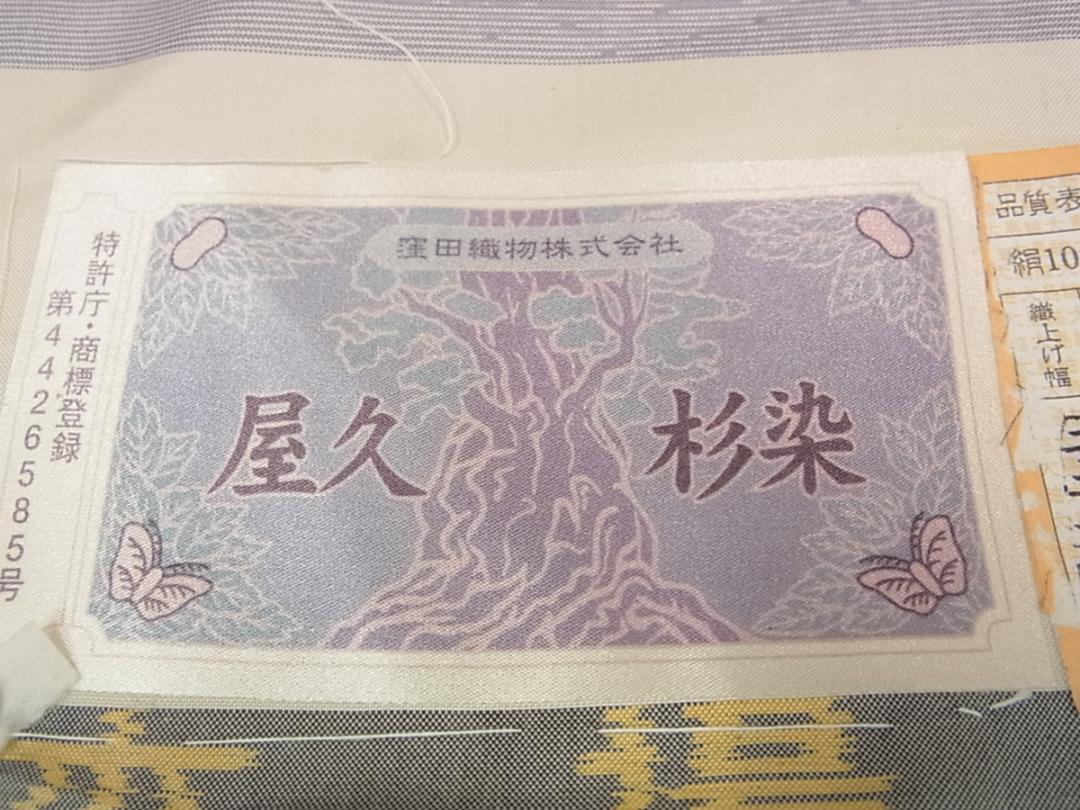 窪田織物株式会社
屋久杉染
特許庁・商標登録
第4426585号
品質表
絹10
織上げ幅